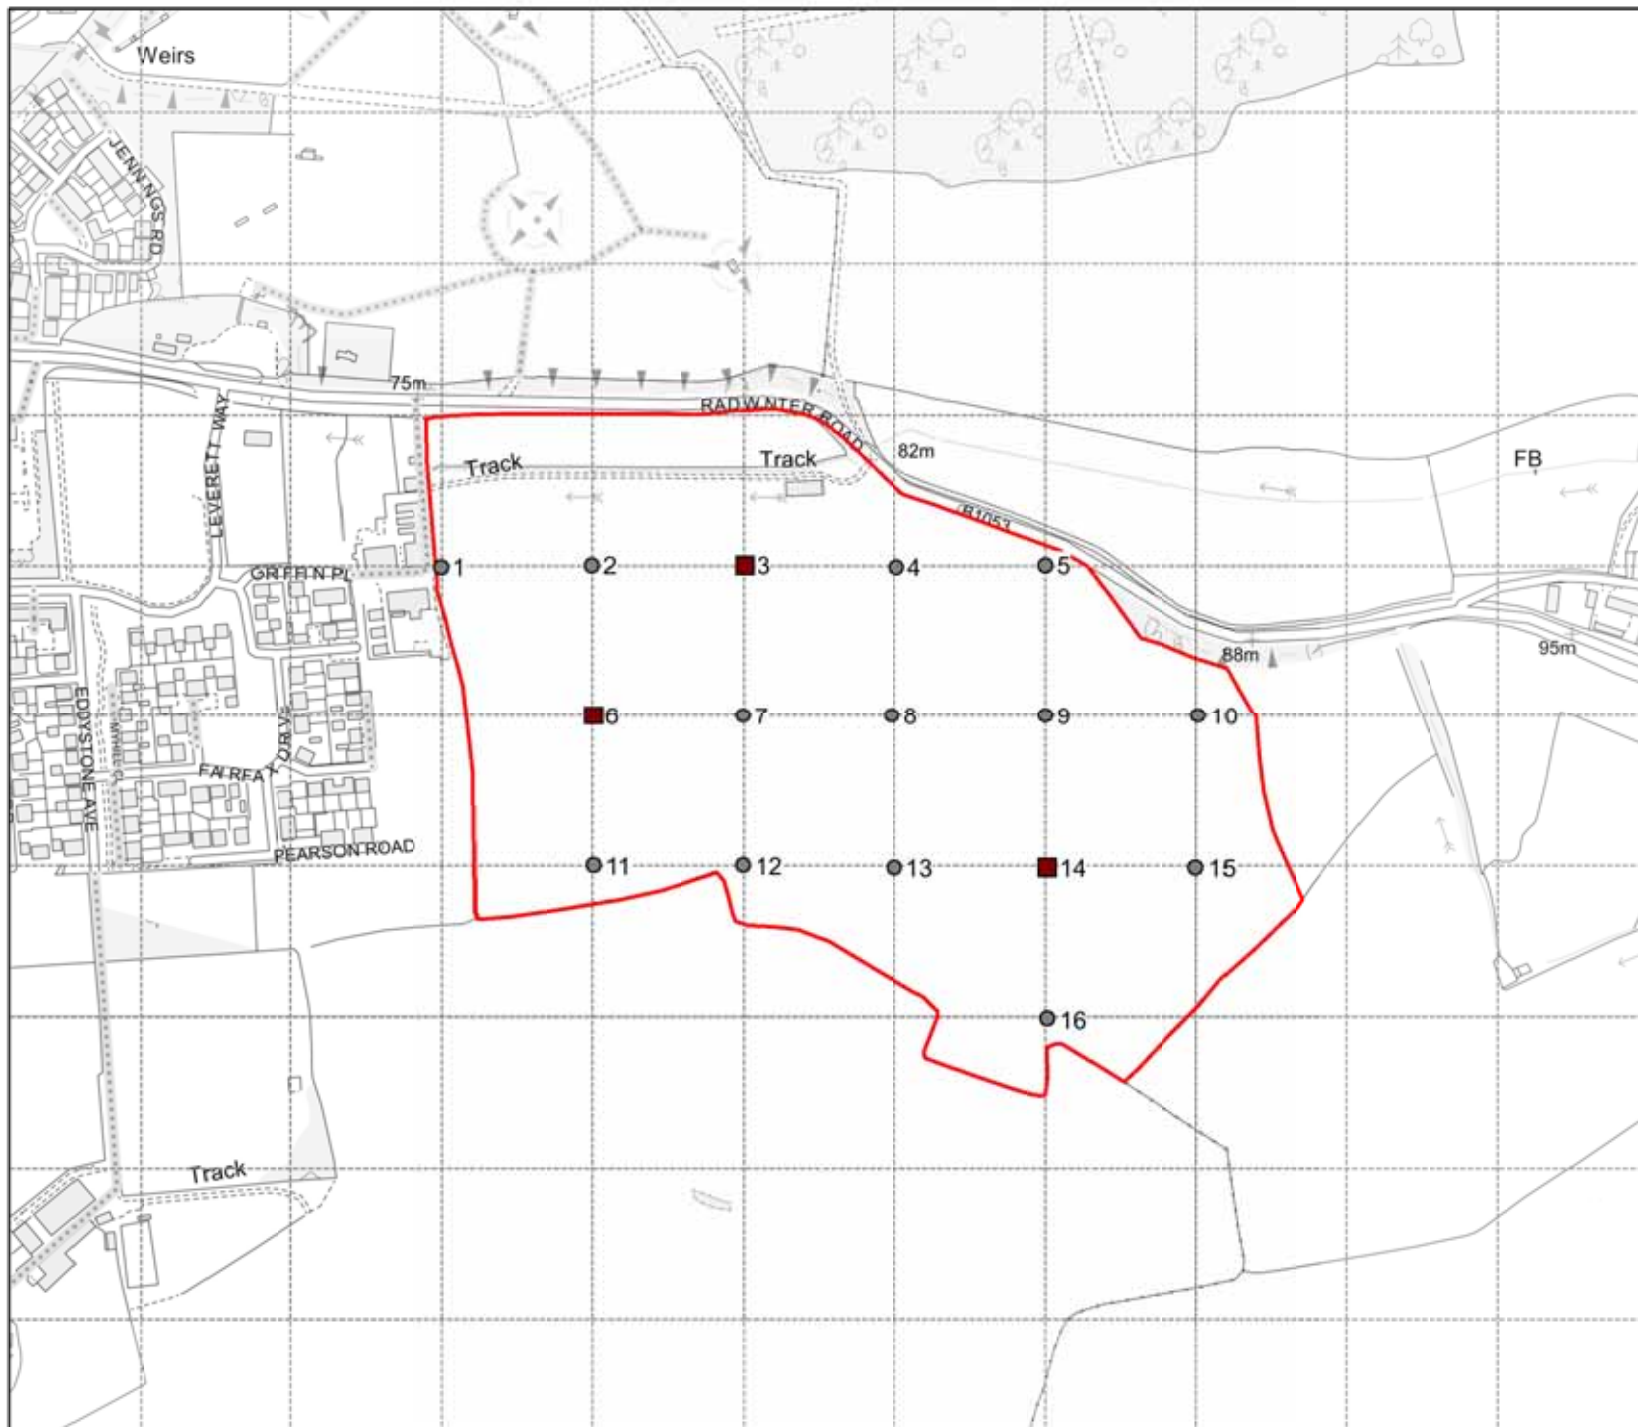 Weirs
JENNINGS RD
75m
RADWINTER ROAD
LEVERETT WAY
Track
Track
82m
FB
B1053
GRIFFIN PL
1
2
3
4
5
88m
95m
EDDYSTONE AVE
6
7
8
9
10
PEARSON ROAD
11
12
13
14
15
16
Track